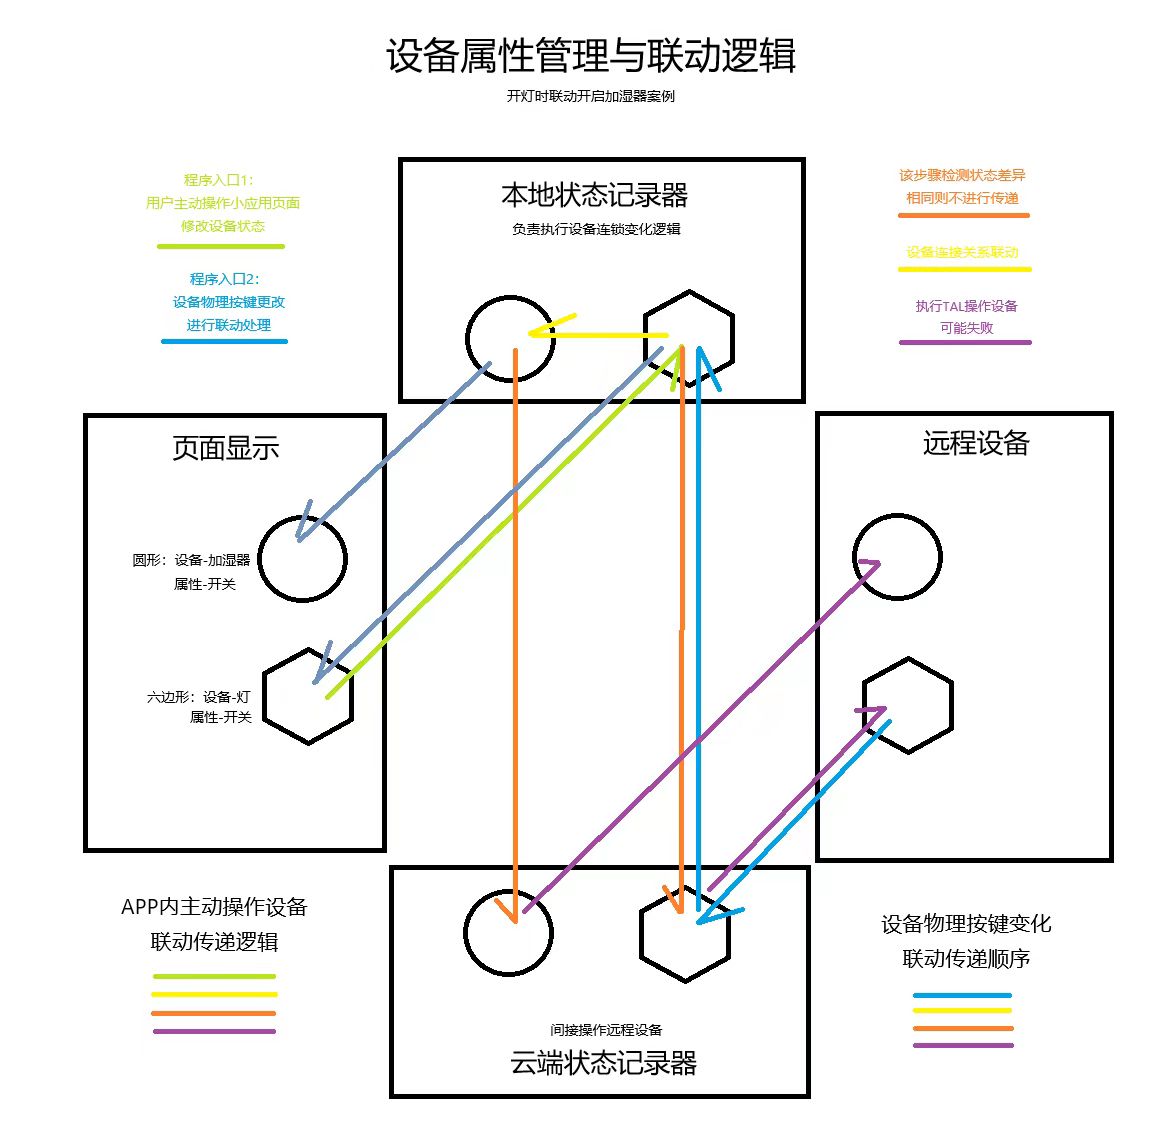 设备属性管理与联动逻辑
开灯时联动开启加湿器案例
程序入口1：
用户主动操作小应用页面
修改设备状态
程序入口2：
设备物理按键更改
进行联动处理
本地状态记录器
负责执行设备连锁变化逻辑
该步骤检测状态差异
相同则不进行传递
设备连接关系联动
执行TAL操作设备
可能失败
页面显示
圆形：设备-加湿器
属性-开关
六边形：设备-灯
属性-开关
远程设备
APP内主动操作设备
联动传递逻辑
间接操作远程设备
云端状态记录器
设备物理按键变化
联动传递顺序